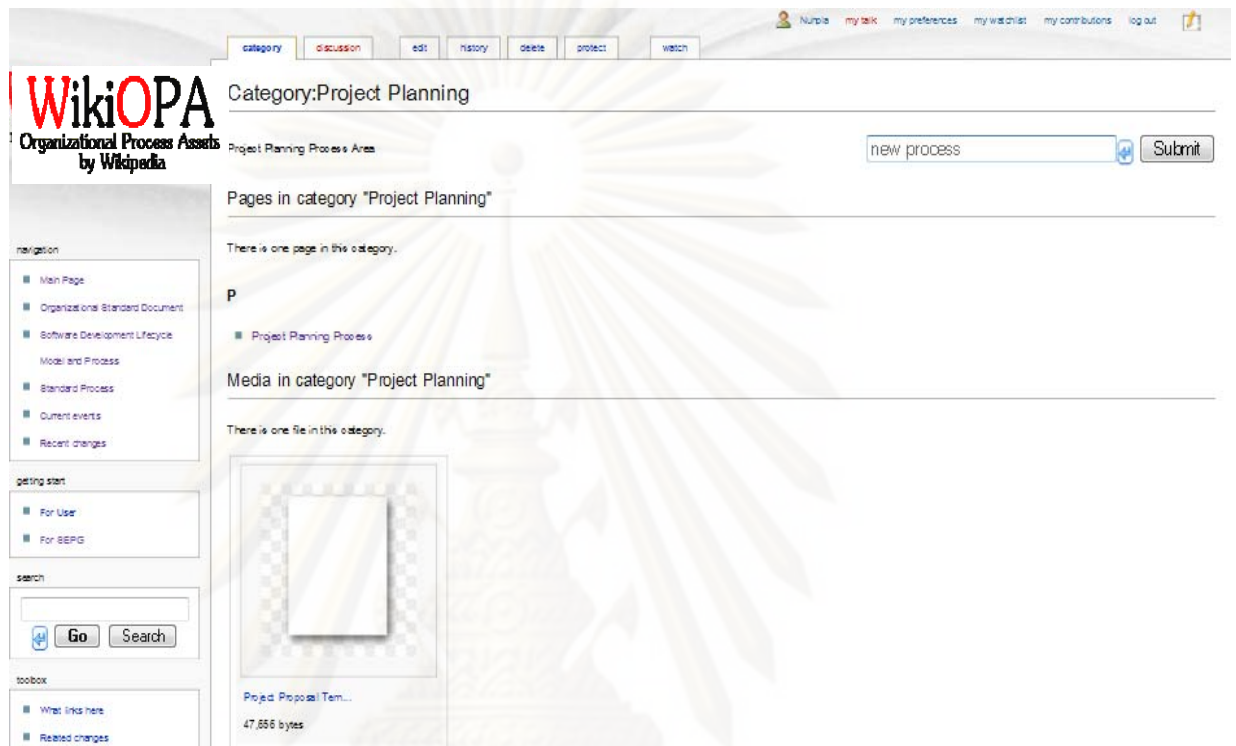 Nunpia my talk my preferences my watchlist my contributions log out
category discussion edit history delete protect watch
WikiOPA
Organizational Process Assets
by Wikipedia
Category:Project Planning
Project Planning Process Area
new process Submit
Pages in category "Project Planning"
There is one page in this category.
P
Project Planning Process
Media in category "Project Planning"
There is one file in this category.
Project Proposal Tem...
47,656 bytes
navigation
Main Page
Organizational Standard Document
Software Development Lifecycle
Model and Process
Standard Process
Current events
Recent changes
getting start
For User
For SEPG
search
Go Search
toolbox
What links here
Related changes